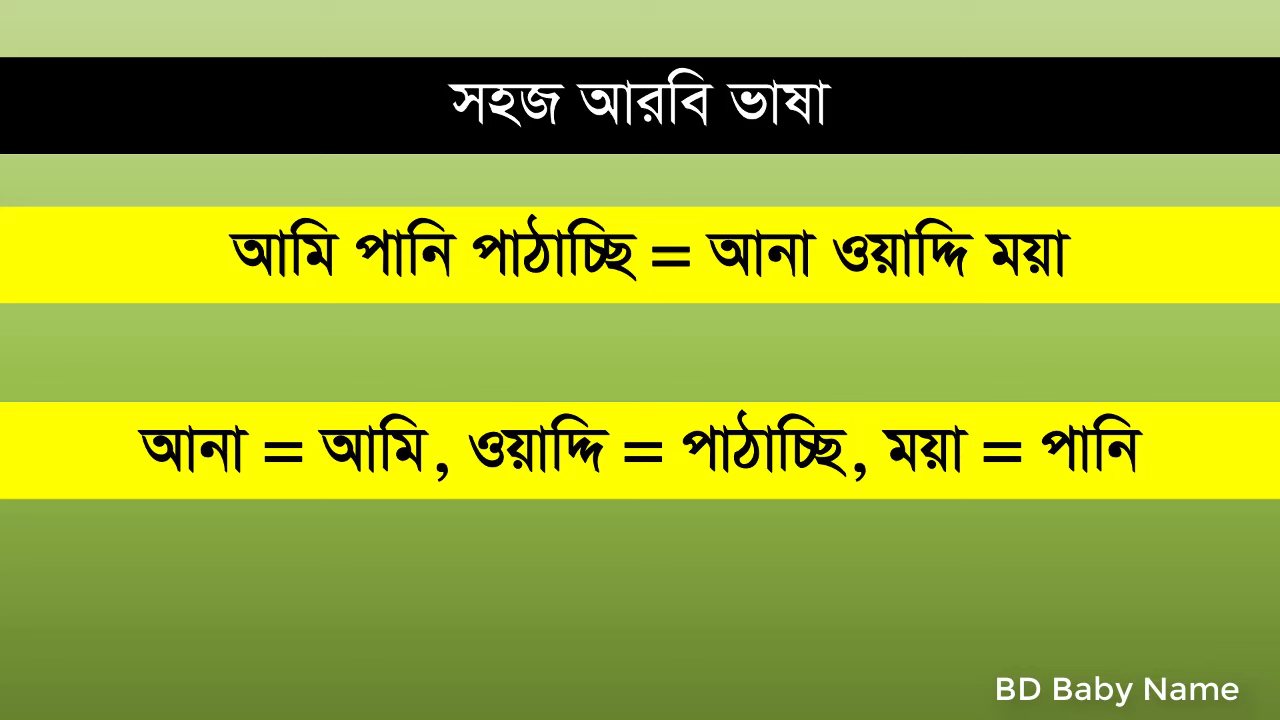 সহজ আরবি ভাষা
আমি পানি পাঠাচ্ছি = আনা ওয়াদ্দি ময়া
আনা = আমি, ওয়াদ্দি = পাঠাচ্ছি, ময়া = পানি
BD Baby Name